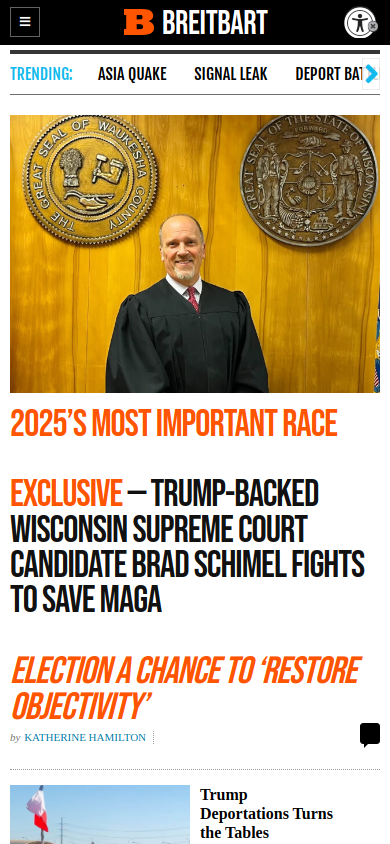 B BREITBART
TRENDING: ASIA QUAKE SIGNAL LEAK DEPORT BAT
THE GREAT SEAL OF WAUKESHA COUNTY
GREAT SEAL OF THE STATE OF WISCONSIN
FORWARD
2025’S MOST IMPORTANT RACE
EXCLUSIVE – TRUMP-BACKED
WISCONSIN SUPREME COURT
CANDIDATE BRAD SCHIMEL FIGHTS
TO SAVE MAGA
ELECTION A CHANCE TO ‘RESTORE
OBJECTIVITY’
by KATHERINE HAMILTON
Trump
Deportations Turns
the Tables